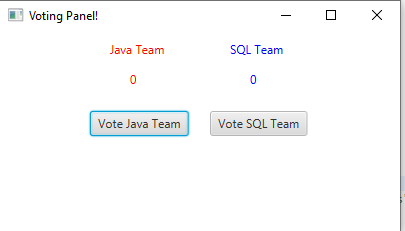 Voting Panel!
Java Team SQL Team
0 0
Vote Java Team Vote SQL Team